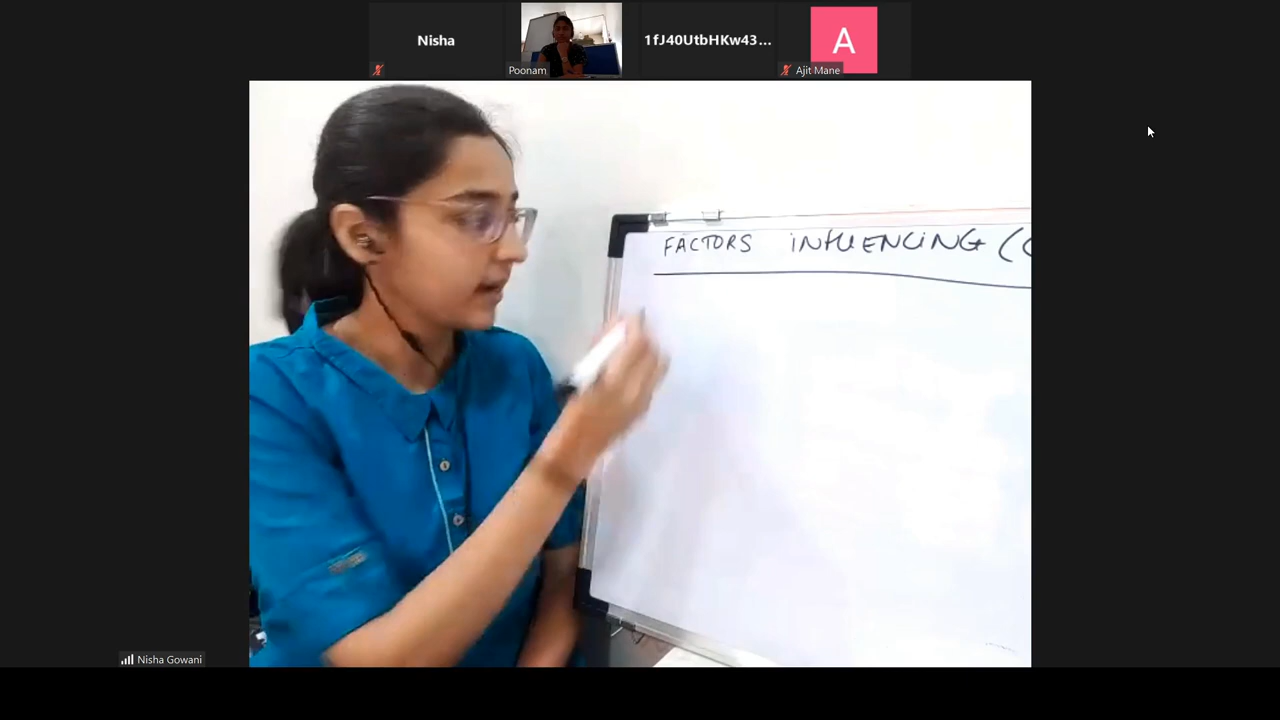 Nisha
Poonam
1fJ40UtbHKw43...
A
Ajit Mane
FACTORS INFLUENCING (
Nisha Gowani